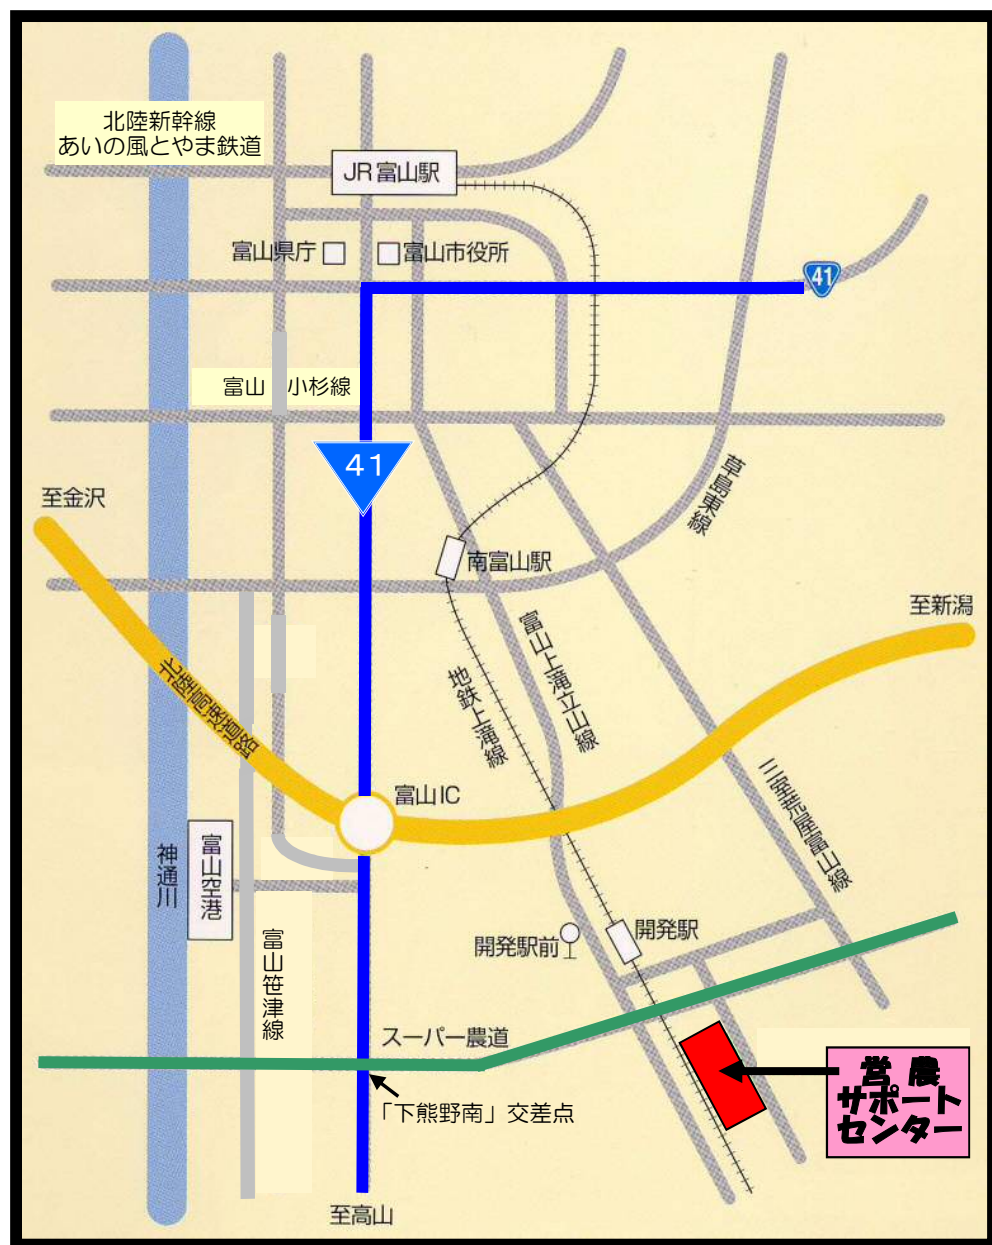 北陸新幹線
あいの風とやま鉄道
JR富山駅
富山県庁
富山市役所
41
富山 小杉線
41
至金沢
草島東線
南富山駅
至新潟
富山上滝立山線
地鉄上滝線
北陸高速道路
富山IC
三室荒屋富山線
富山空港
神通川
開発駅
開発駅前
富山笹津線
スーパー農道
営農
サポート
センター
「下熊野南」交差点
至高山